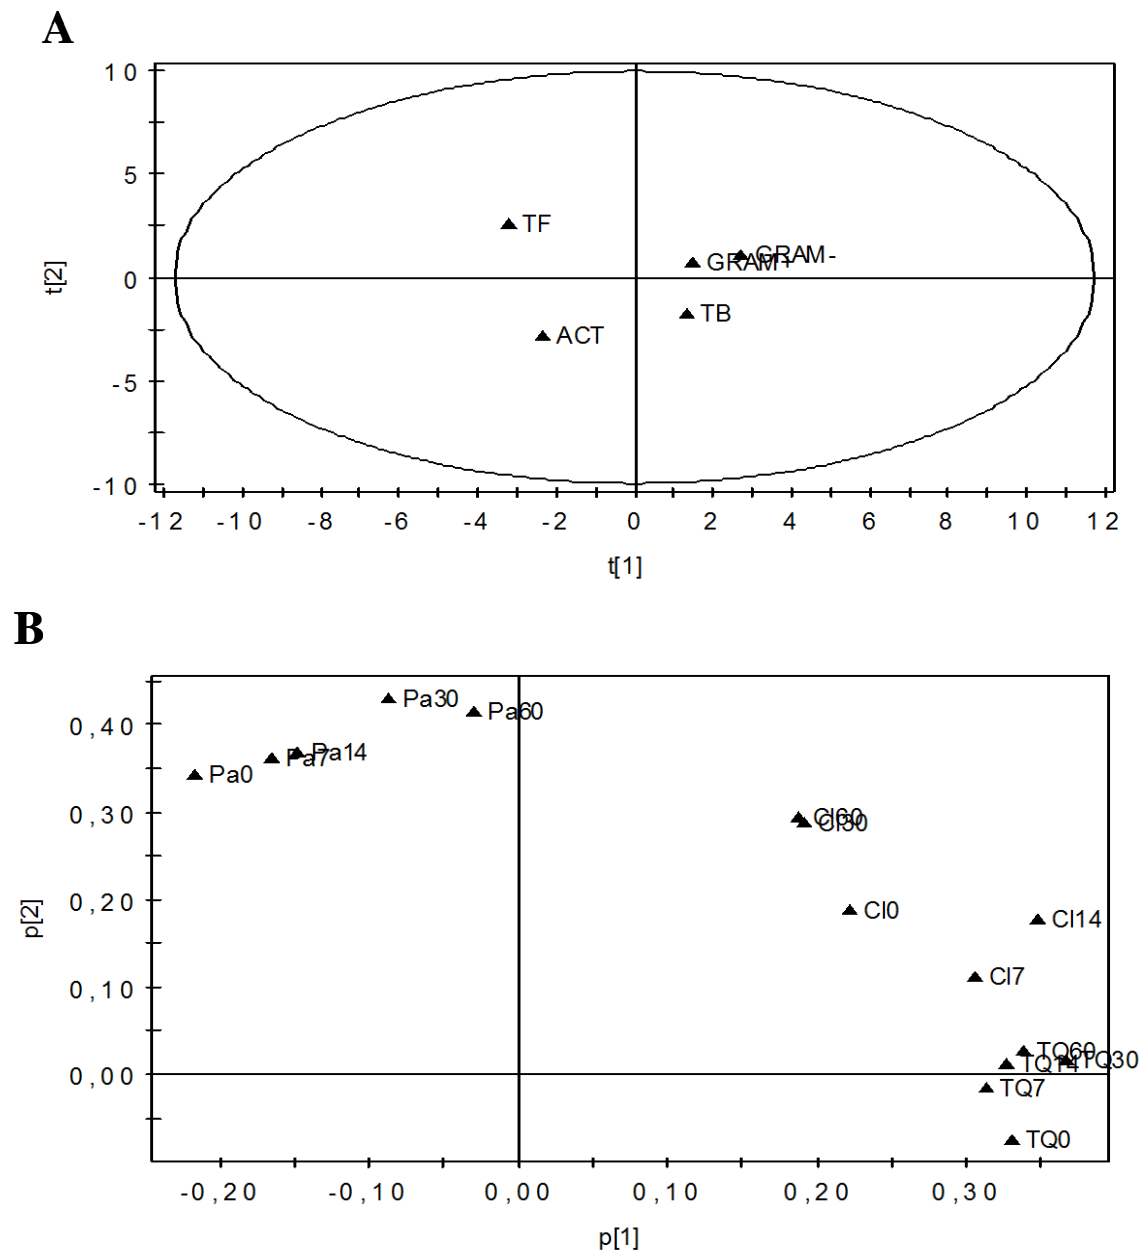 A
10
5
0
-5
-10
t[2]
TF
GRAM+
GRAM-
TB
ACT
-12 -10 -8 -6 -4 -2 0 2 4 6 8 10 12
t[1]
B
0,40
0,30
0,20
0,10
0,00
p[2]
Pa30
Pa60
Pa14
Pa7
Pa0
Cl60
Cl30
Cl0
Cl14
Cl7
TQ60
TQ30
TQ14
TQ7
TQ0
-0,20 -0,10 0,00 0,10 0,20 0,30
p[1]